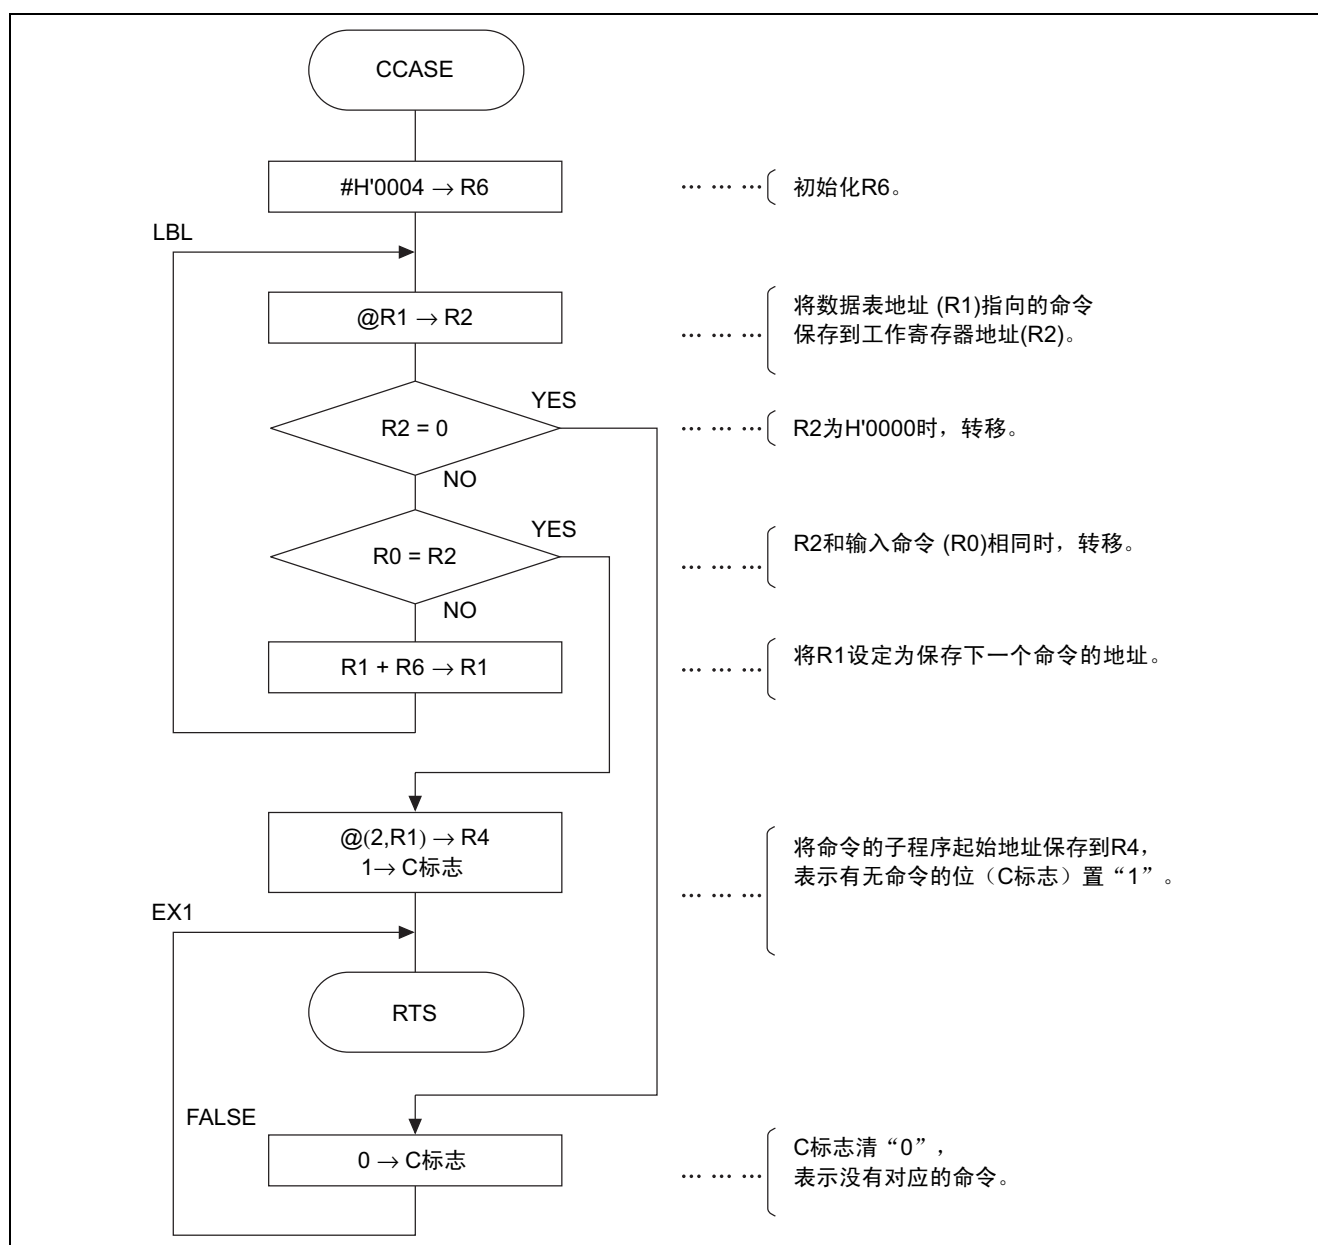 CCASE
#H'0004 → R6
… … …
初始化R6。
LBL
@R1 → R2
… … …
将数据表地址 (R1)指向的命令
保存到工作寄存器地址(R2)。
YES
R2 = 0
… … …
R2为H'0000时，转移。
NO
YES
R0 = R2
… … …
R2和输入命令 (R0)相同时，转移。
NO
R1 + R6 → R1
… … …
将R1设定为保存下一个命令的地址。
@(2,R1) → R4
1→ C标志
… … …
将命令的子程序起始地址保存到R4，
表示有无命令的位（C标志）置“1”。
EX1
RTS
FALSE
0 → C标志
… … …
C标志清“0”，
表示没有对应的命令。